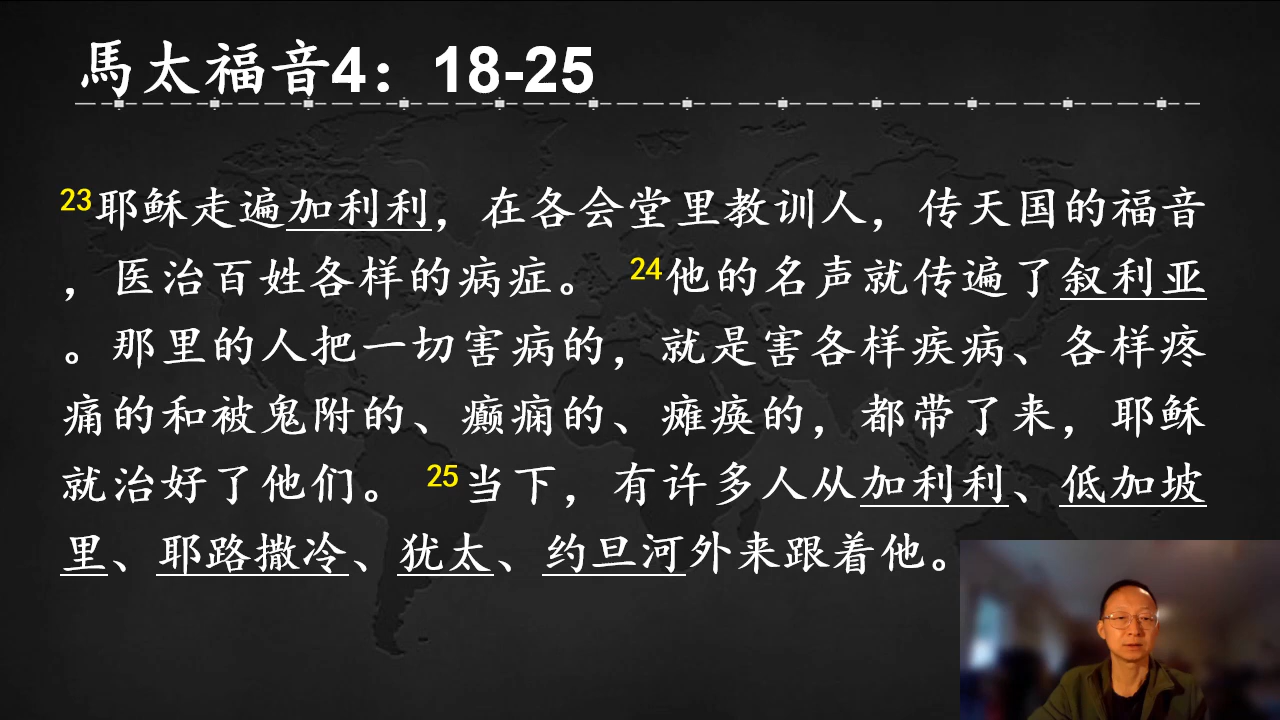 馬太福音4：18-25
23耶稣走遍加利利，在各会堂里教训人，传天国的福音
，医治百姓各样的病症。 24他的名声就传遍了叙利亚
。那里的人把一切害病的，就是害各样疾病、各样疼
痛的和被鬼附的、癫痫的、瘫痪的，都带了来，耶稣
就治好了他们。 25当下，有许多人从加利利、低加坡
里、耶路撒冷、犹太、约旦河外来跟着他。